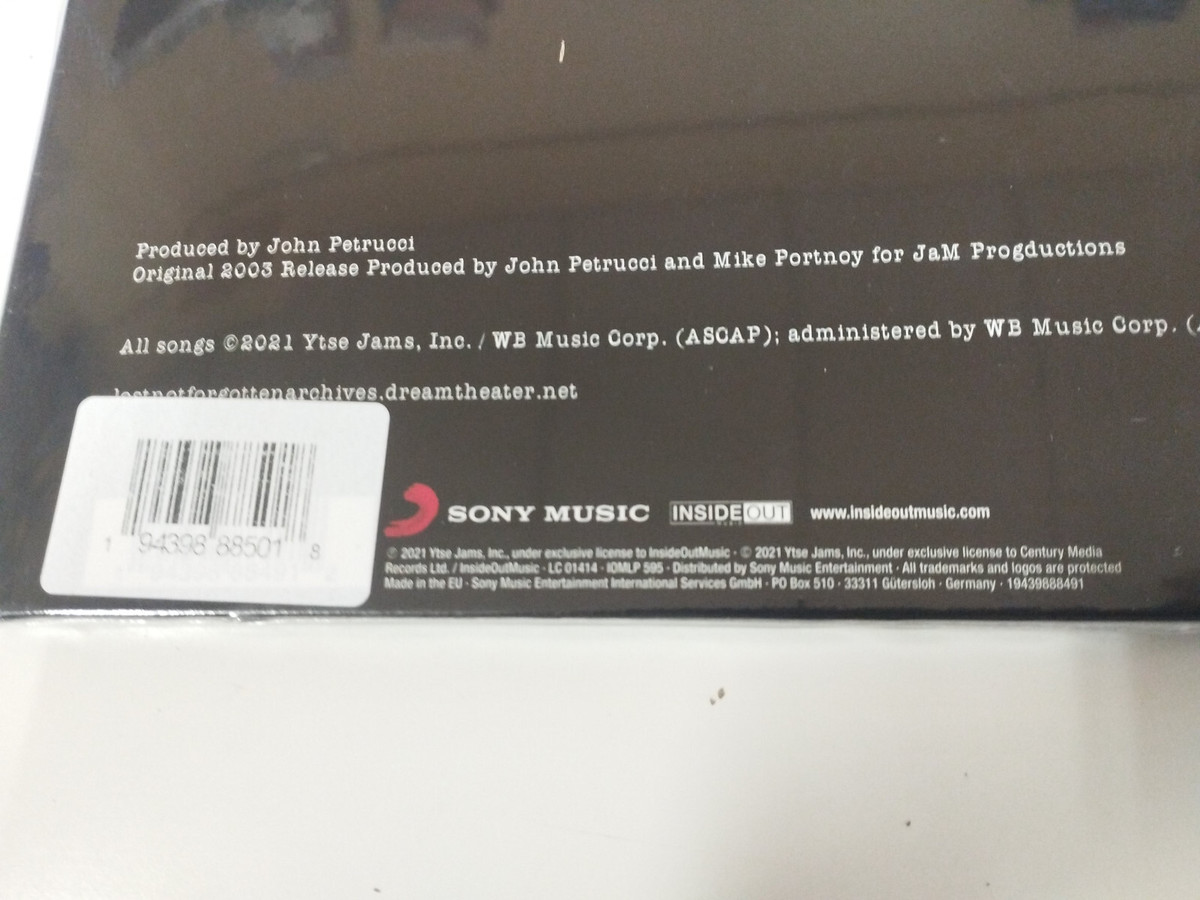 Produced by John Petrucci
Original 2003 Release Produced by John Petrucci and Mike Portnoy for JaM Progductions
All songs ©2021 Ytse Jams, Inc. / WB Music Corp. (ASCAP); administered by WB Music Corp. (
lostnotforgottenarchives.dreamtheater.net
1 94398 88501 8
SONY MUSIC INSIDEOUT www.insideoutmusic.com
MUSIC
℗ 2021 Ytse Jams, Inc., under exclusive license to InsideOutMusic · © 2021 Ytse Jams, Inc., under exclusive license to Century Media
Records Ltd. / InsideOutMusic · LC 01414 · IOMLP 595 · Distributed by Sony Music Entertainment · All trademarks and logos are protected
Made in the EU · Sony Music Entertainment International Services GmbH · PO Box 510 · 33311 Gütersloh · Germany · 19439888491